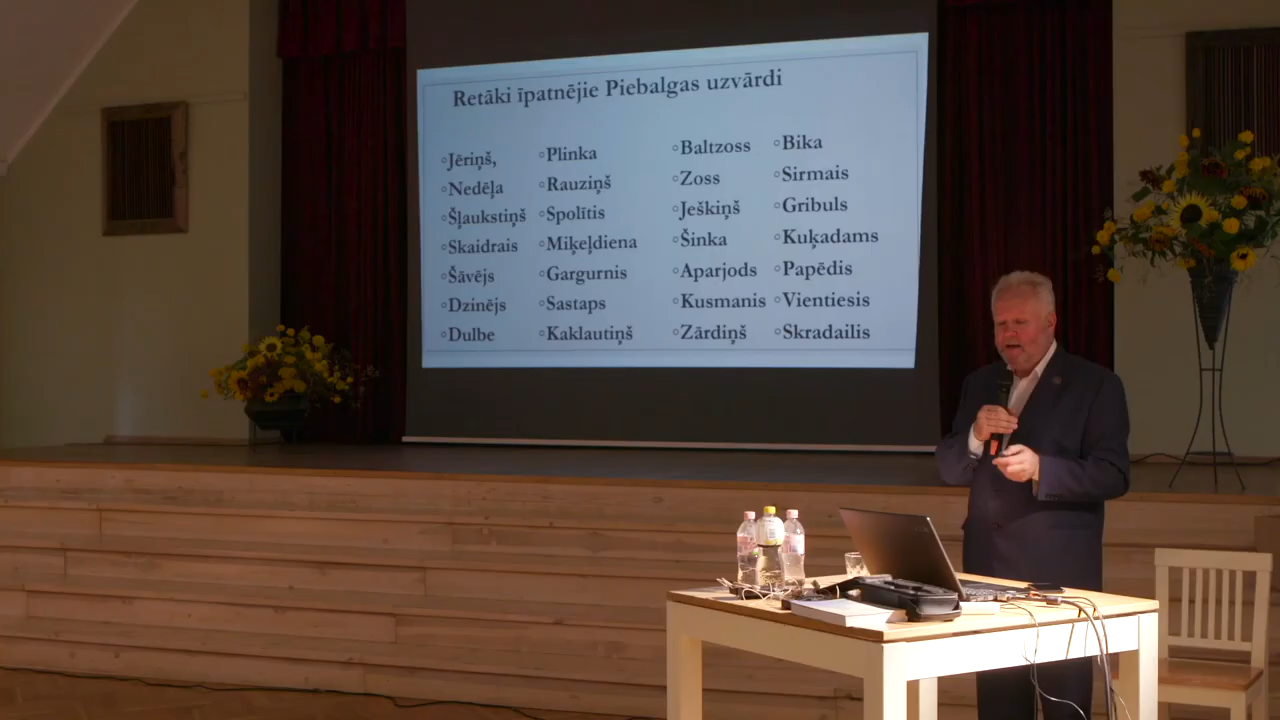 Retāki īpatnējie Piebalgas uzvārdi
Jēriņš,
Nedēļa
Šļaukstiņš
Skaidrais
Šāvējs
Dzinējs
Dulbe
Plinka
Rauziņš
Spolītis
Miķeļdiena
Gargurnis
Sastaps
Kaklautiņš
Baltzoss
Zoss
Ješkiņš
Šinka
Aparjods
Kusmanis
Zārdiņš
Bika
Sirmais
Gribuls
Kuķadams
Papēdis
Vientiesis
Skradailis